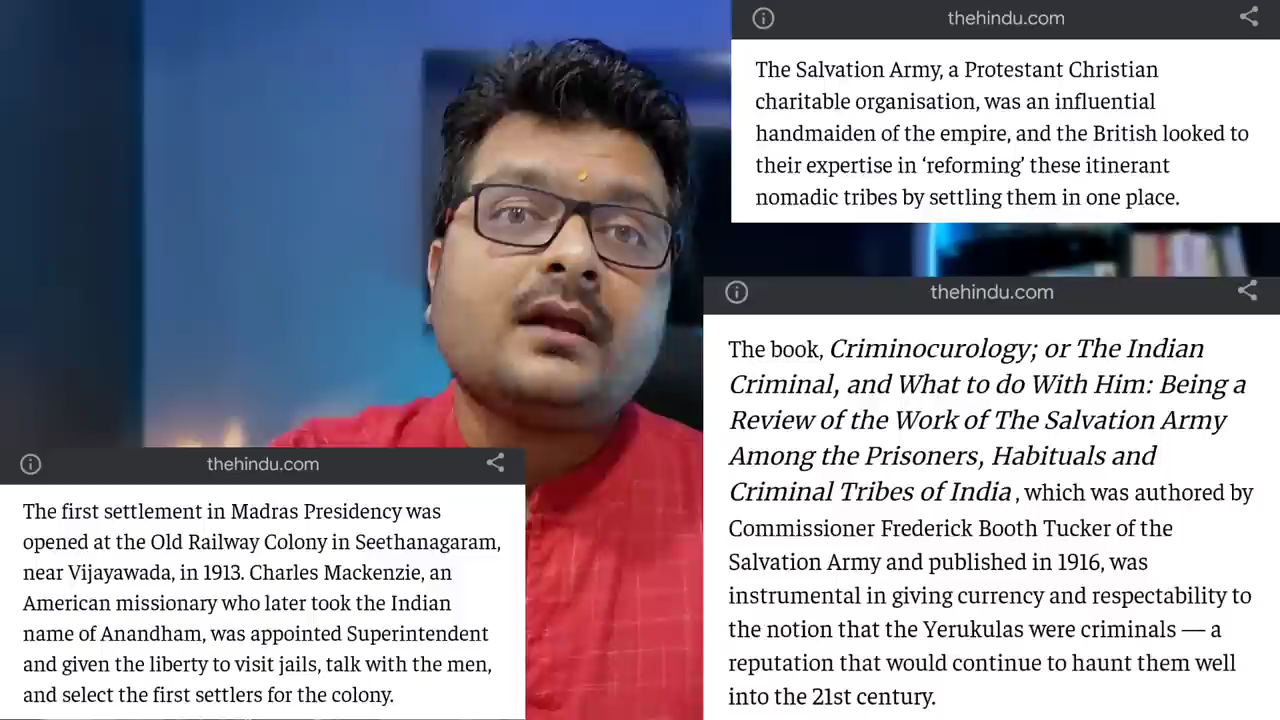 thehindu.com
The Salvation Army, a Protestant Christian
charitable organisation, was an influential
handmaiden of the empire, and the British looked to
their expertise in ‘reforming’ these itinerant
nomadic tribes by settling them in one place.
thehindu.com
The book, Criminocurology; or The Indian
Criminal, and What to do With Him: Being a
Review of the Work of The Salvation Army
Among the Prisoners, Habituals and
Criminal Tribes of India , which was authored by
Commissioner Frederick Booth Tucker of the
Salvation Army and published in 1916, was
instrumental in giving currency and respectability to
the notion that the Yerukulas were criminals — a
reputation that would continue to haunt them well
into the 21st century.
thehindu.com
The first settlement in Madras Presidency was
opened at the Old Railway Colony in Seethanagaram,
near Vijayawada, in 1913. Charles Mackenzie, an
American missionary who later took the Indian
name of Anandham, was appointed Superintendent
and given the liberty to visit jails, talk with the men,
and select the first settlers for the colony.